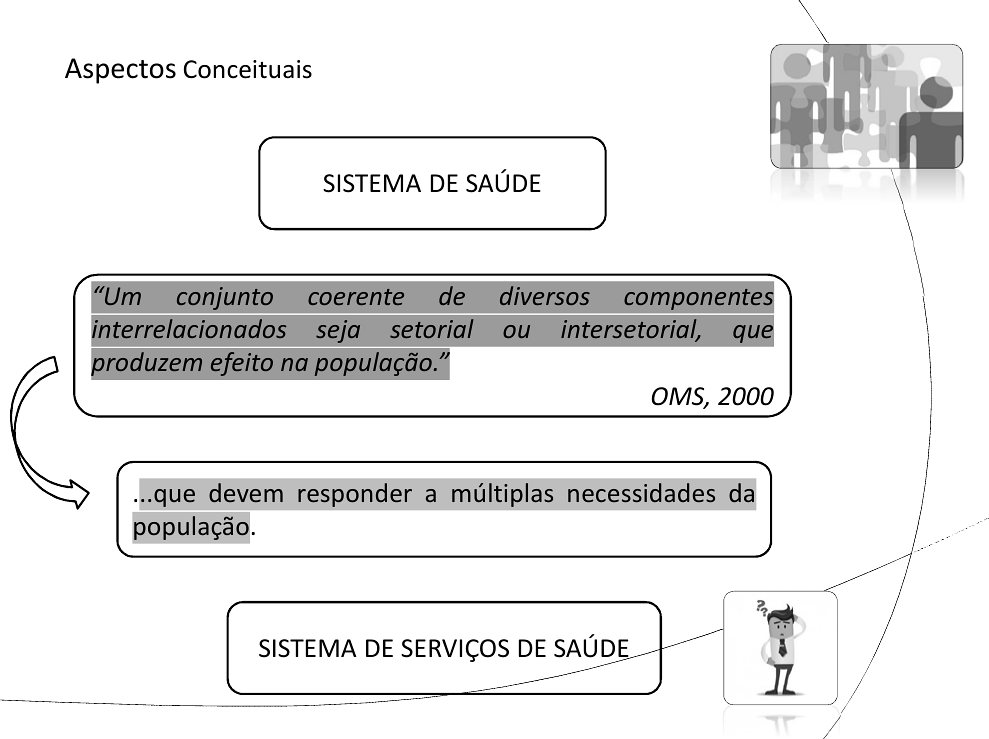 Aspectos Conceituais
SISTEMA DE SAÚDE
“Um conjunto coerente de diversos componentes
interrelacionados seja setorial ou intersetorial, que
produzem efeito na população.”
OMS, 2000
...que devem responder a múltiplas necessidades da
população.
??
SISTEMA DE SERVIÇOS DE SAÚDE